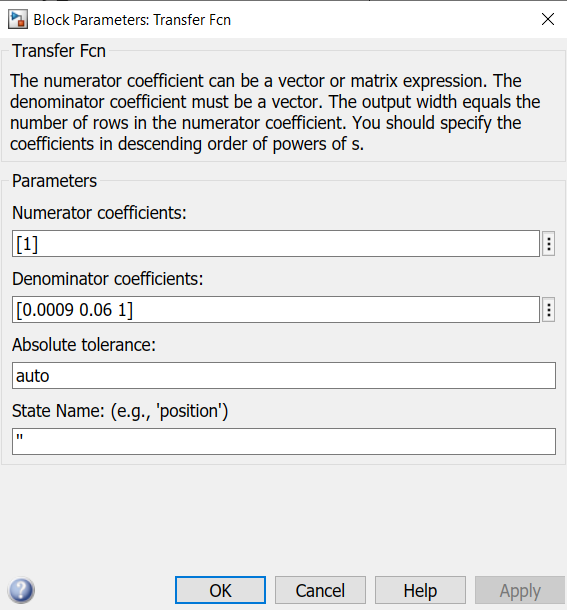 Block Parameters: Transfer Fcn
Transfer Fcn
The numerator coefficient can be a vector or matrix expression. The
denominator coefficient must be a vector. The output width equals the
number of rows in the numerator coefficient. You should specify the
coefficients in descending order of powers of s.
Parameters
Numerator coefficients:
[1]
Denominator coefficients:
[0.0009 0.06 1]
Absolute tolerance:
auto
State Name: (e.g., 'position')
''
OK Cancel Help Apply